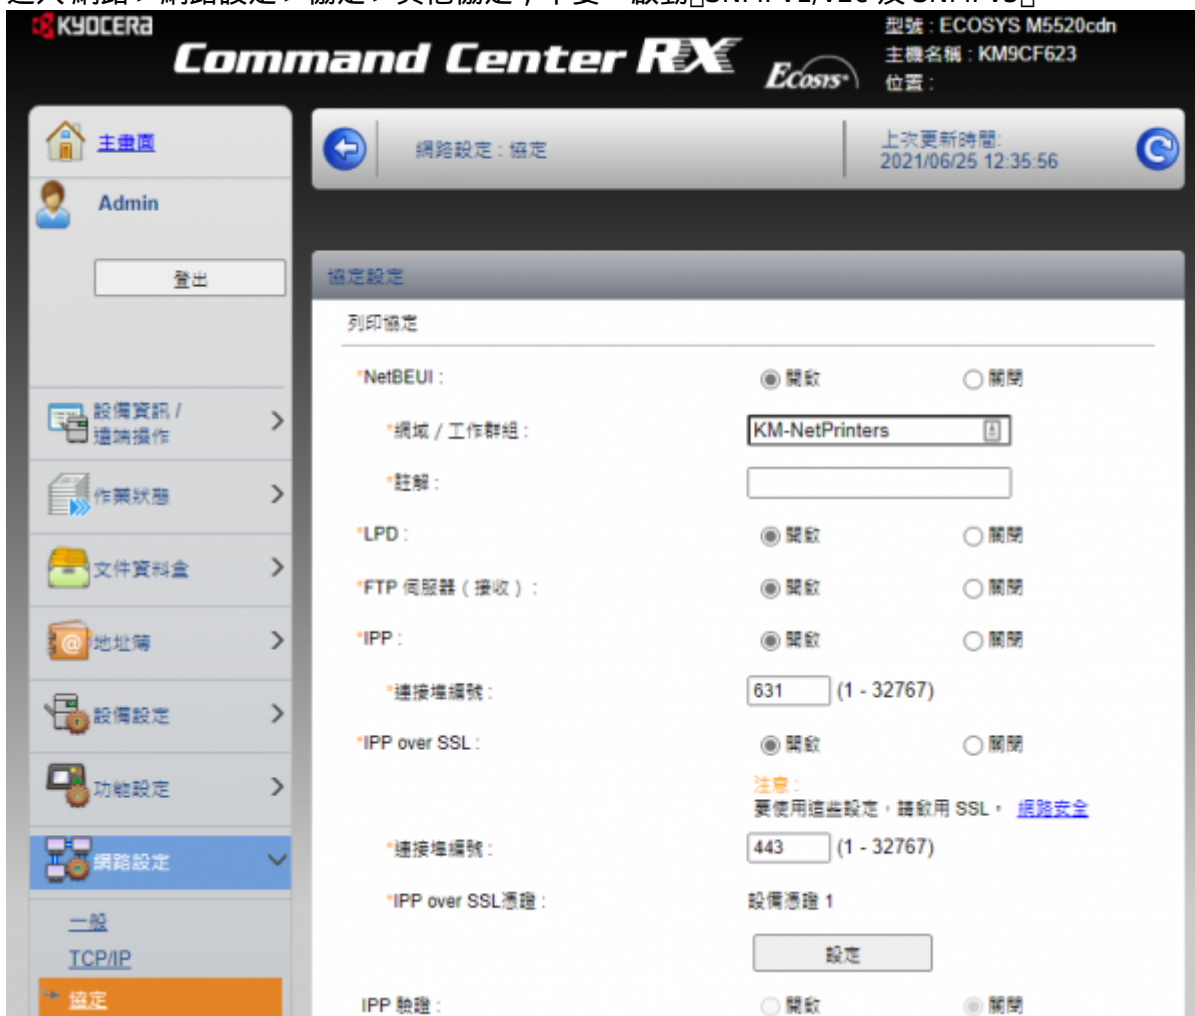 KYOCERA
Command Center RX
Ecosys
型號 : ECOSYS M5520cdn
主機名稱 : KM9CF623
位置 :
主畫面
Admin
登出
網路設定 : 協定
上次更新時間:
2021/06/25 12:35:56
設備資訊 /
遠端操作
作業狀態
文件資料盒
地址簿
設備設定
功能設定
網路設定
一般
TCP/IP
協定
協定設定
列印協定
*NetBEUI : 開啟 關閉
*網域 / 工作群組 : KM-NetPrinters
*註解 :
*LPD : 開啟 關閉
*FTP 伺服器 ( 接收 ) : 開啟 關閉
*IPP : 開啟 關閉
*連接埠編號 : 631 (1 - 32767)
*IPP over SSL : 開啟 關閉
注意 :
要使用這些設定，請啟用 SSL。 網路安全
*連接埠編號 : 443 (1 - 32767)
*IPP over SSL憑證 : 設備憑證 1
設定
IPP 驗證 : 開啟 關閉